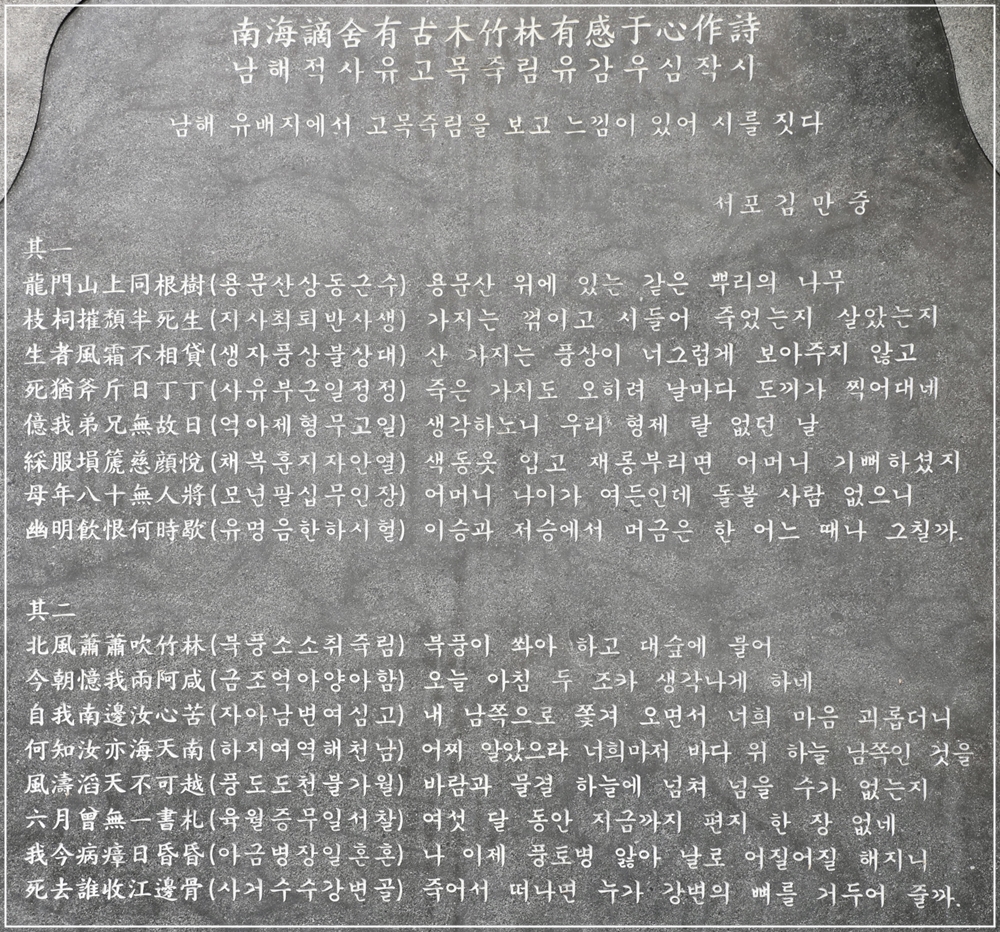 南海謫舍有古木竹林有感于心作詩
남해적사유고목죽림유감우심작시
남해 유배지에서 고목죽림을 보고 느낌이 있어 시를 짓다
서포 김 만 중
其一
龍門山上同根樹(용문산상동근수) 용문산 위에 있는 같은 뿌리의 나무
枝柯摧頹半死生(지사최퇴반사생) 가지는 꺾이고 시들어 죽었는지 살았는지
生者風霜不相貸(생자풍상불상대) 산 가지는 풍상이 너그럽게 보아주지 않고
死猶斧斤日丁丁(사유부근일정정) 죽은 가지도 오히려 날마다 도끼가 찍어대네
億我弟兄無故日(억아제형무고일) 생각하노니 우리 형제 탈 없던 날
綵服塤篪慈顔悅(채복훈지자안열) 색동옷 입고 재롱부리면 어머니 기뻐하셨지
母年八十無人將(모년팔십무인장) 어머니 나이가 여든인데 돌볼 사람 없으니
幽明飮恨何時歇(유명음한하시헐) 이승과 저승에서 머금은 한 어느 때나 그칠까.
其二
北風蕭蕭吹竹林(북풍소소취죽림) 북풍이 쏴아 하고 대숲에 불어
今朝憶我兩阿咸(금조억아양아함) 오늘 아침 두 조카 생각나게 하네
自我南邊汝心苦(자아남변여심고) 내 남쪽으로 쫓겨 오면서 너희 마음 괴롭더니
何知汝亦海天南(하지여역해천남) 어찌 알았으랴 너희마저 바다 위 하늘 남쪽인 것을
風濤滔天不可越(풍도도천불가월) 바람과 물결 하늘에 넘쳐 넘을 수가 없는지
六月曾無一書札(육월증무일서찰) 여섯 달 동안 지금까지 편지 한 장 없네
我今病瘴日昏昏(아금병장일혼혼) 나 이제 풍토병 앓아 날로 어질어질 해지니
死去誰收江邊骨(사거수수강변골) 죽어서 떠나면 누가 강변의 뼈를 거두어 줄까.